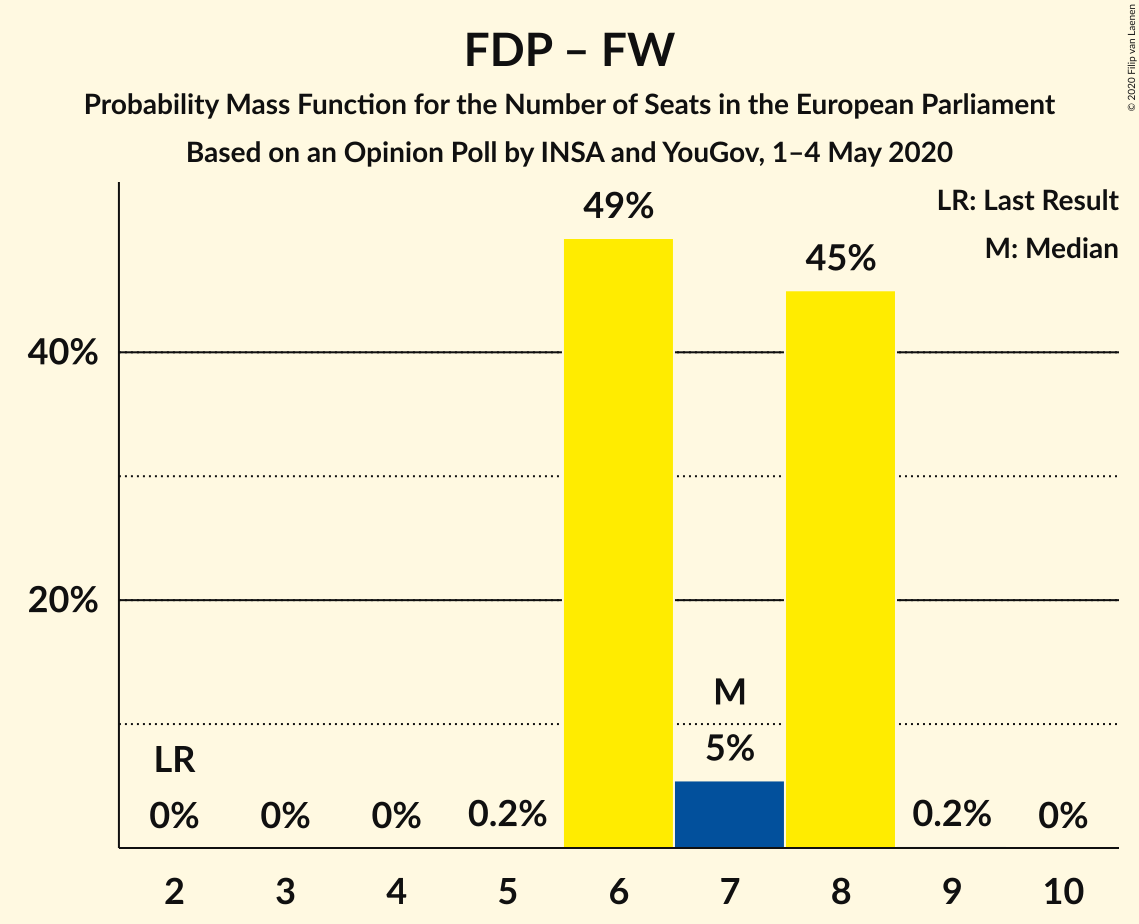 FDP – FW
Probability Mass Function for the Number of Seats in the European Parliament
Based on an Opinion Poll by INSA and YouGov, 1–4 May 2020
© 2020 Filip van Laenen
LR: Last Result
M: Median
49%
45%
40%
20%
M
5%
LR
0%
0%
0%
0.2%
0.2%
0%
2
3
4
5
6
7
8
9
10